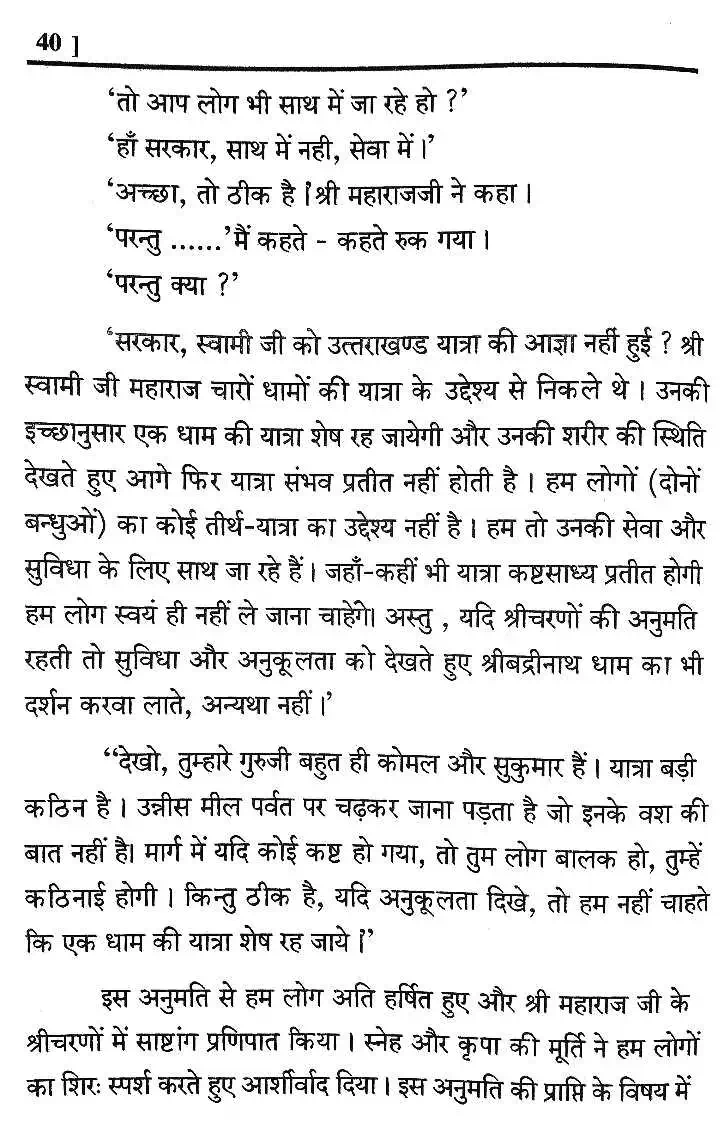 40 ]
‘तो आप लोग भी साथ में जा रहे हो ?’
‘हाँ सरकार, साथ में नही, सेवा में।’
‘अच्छा, तो ठीक है।’श्री महाराजजी ने कहा।
‘परन्तु ......’मैं कहते - कहते रुक गया।
‘परन्तु क्या ?’
‘सरकार, स्वामी जी को उत्तराखण्ड यात्रा की आज्ञा नहीं हुई ? श्री
स्वामी जी महाराज चारों धामों की यात्रा के उद्देश्य से निकले थे । उनकी
इच्छानुसार एक धाम की यात्रा शेष रह जायेगी और उनकी शरीर की स्थिति
देखते हुए आगे फिर यात्रा संभव प्रतीत नहीं होती है । हम लोगों (दोनों
बन्धुओं) का कोई तीर्थ-यात्रा का उद्देश्य नहीं है । हम तो उनकी सेवा और
सुविधा के लिए साथ जा रहे हैं । जहाँ-कहीं भी यात्रा कष्टसाध्य प्रतीत होगी
हम लोग स्वयं ही नहीं ले जाना चाहेंगे। अस्तु , यदि श्रीचरणों की अनुमति
रहती तो सुविधा और अनुकूलता को देखते हुए श्रीबद्रीनाथ धाम का भी
दर्शन करवा लाते, अन्यथा नहीं ।’
‘‘देखो, तुम्हारे गुरुजी बहुत ही कोमल और सुकुमार हैं । यात्रा बड़ी
कठिन है । उन्नीस मील पर्वत पर चढ़कर जाना पड़ता है जो इनके वश की
बात नहीं है। मार्ग में यदि कोई कष्ट हो गया, तो तुम लोग बालक हो, तुम्हें
कठिनाई होगी । किन्तु ठीक है, यदि अनुकूलता दिखे, तो हम नहीं चाहते
कि एक धाम की यात्रा शेष रह जाये ।’’
इस अनुमति से हम लोग अति हर्षित हुए और श्री महाराज जी के
श्रीचरणों में साष्टांग प्रणिपात किया । स्नेह और कृपा की मूर्ति ने हम लोगों
का शिरः स्पर्श करते हुए आर्शीर्वाद दिया । इस अनुमति की प्राप्ति के विषय में